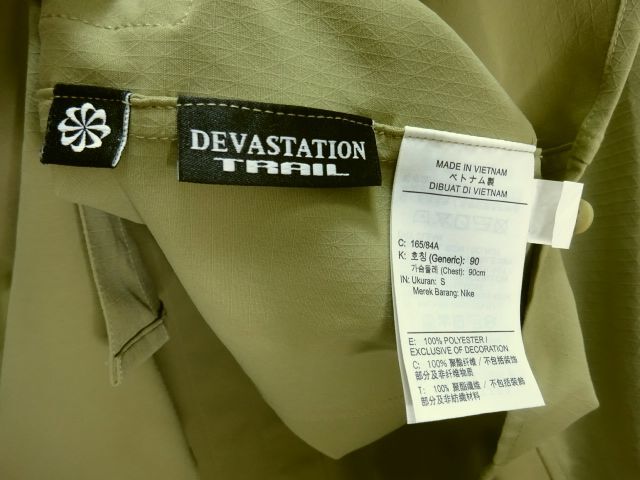 DEVASTATION
TRAIL
MADE IN VIETNAM
ベトナム製
DIBUAT DI VIETNAM
C: 165/84A
K: 호칭 (Generic): 90
가슴둘레 (Chest): 90cm
IN: Ukuran: S
Merek Barang: Nike
E: 100% POLYESTER /
EXCLUSIVE OF DECORATION
C: 100% 聚酯纤维 / 不包括装饰
部分及非纤维物质
T: 100% 聚酯纖維 / 不包括裝飾
部分及非紡織材料